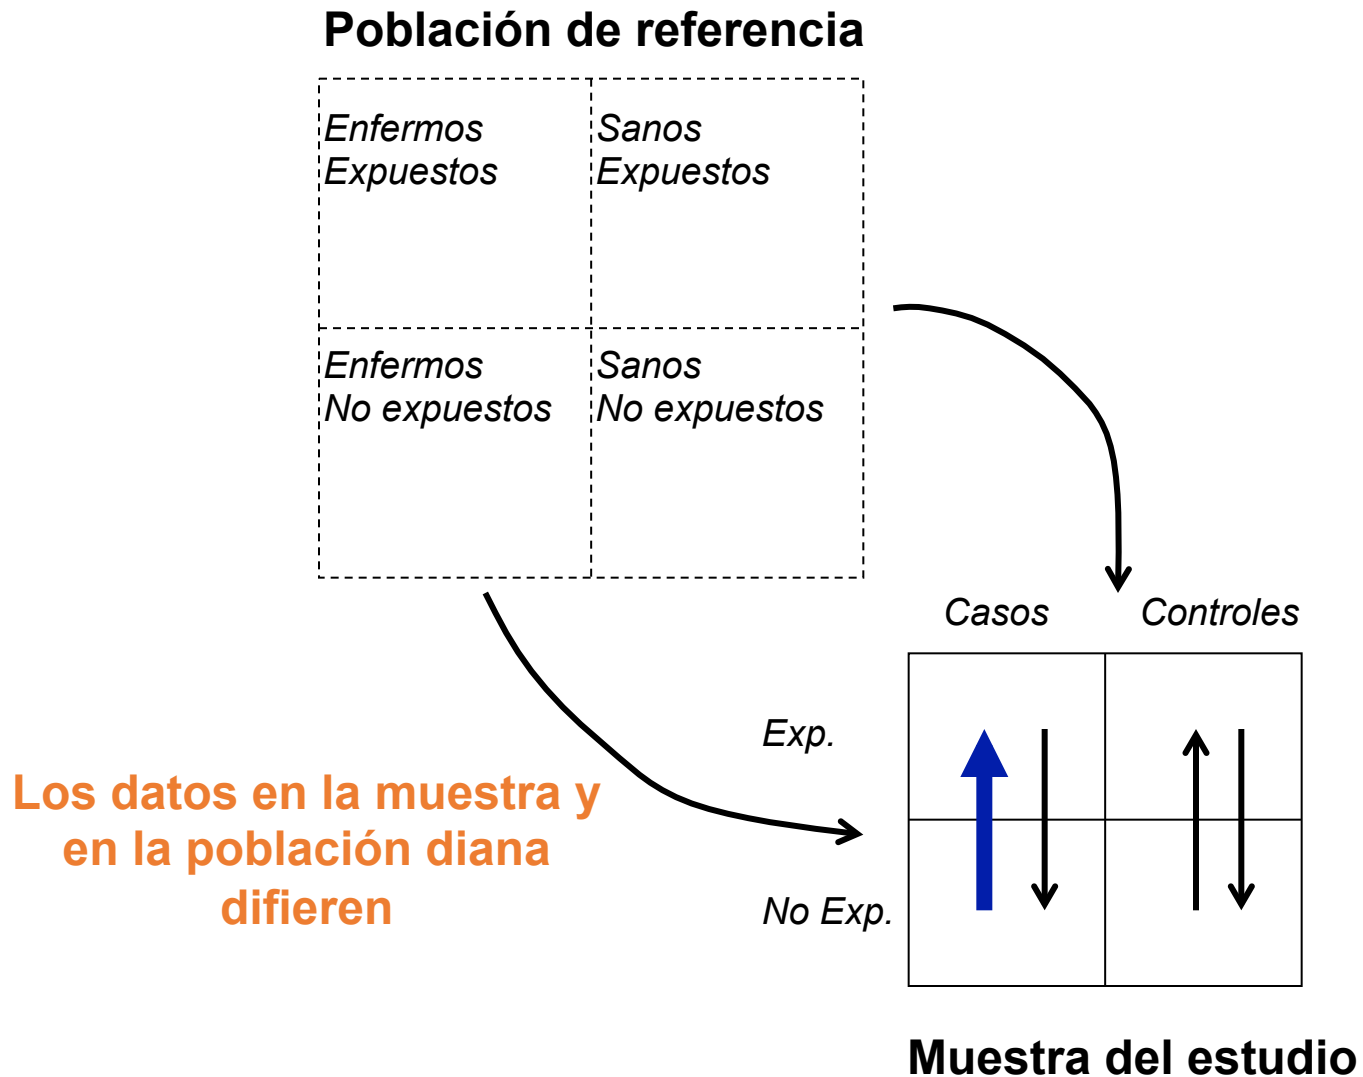 Población de referencia
Enfermos
Expuestos
Sanos
Expuestos
Enfermos
No expuestos
Sanos
No expuestos
Casos
Controles
Exp.
No Exp.
Los datos en la muestra y
en la población diana
difieren
Muestra del estudio